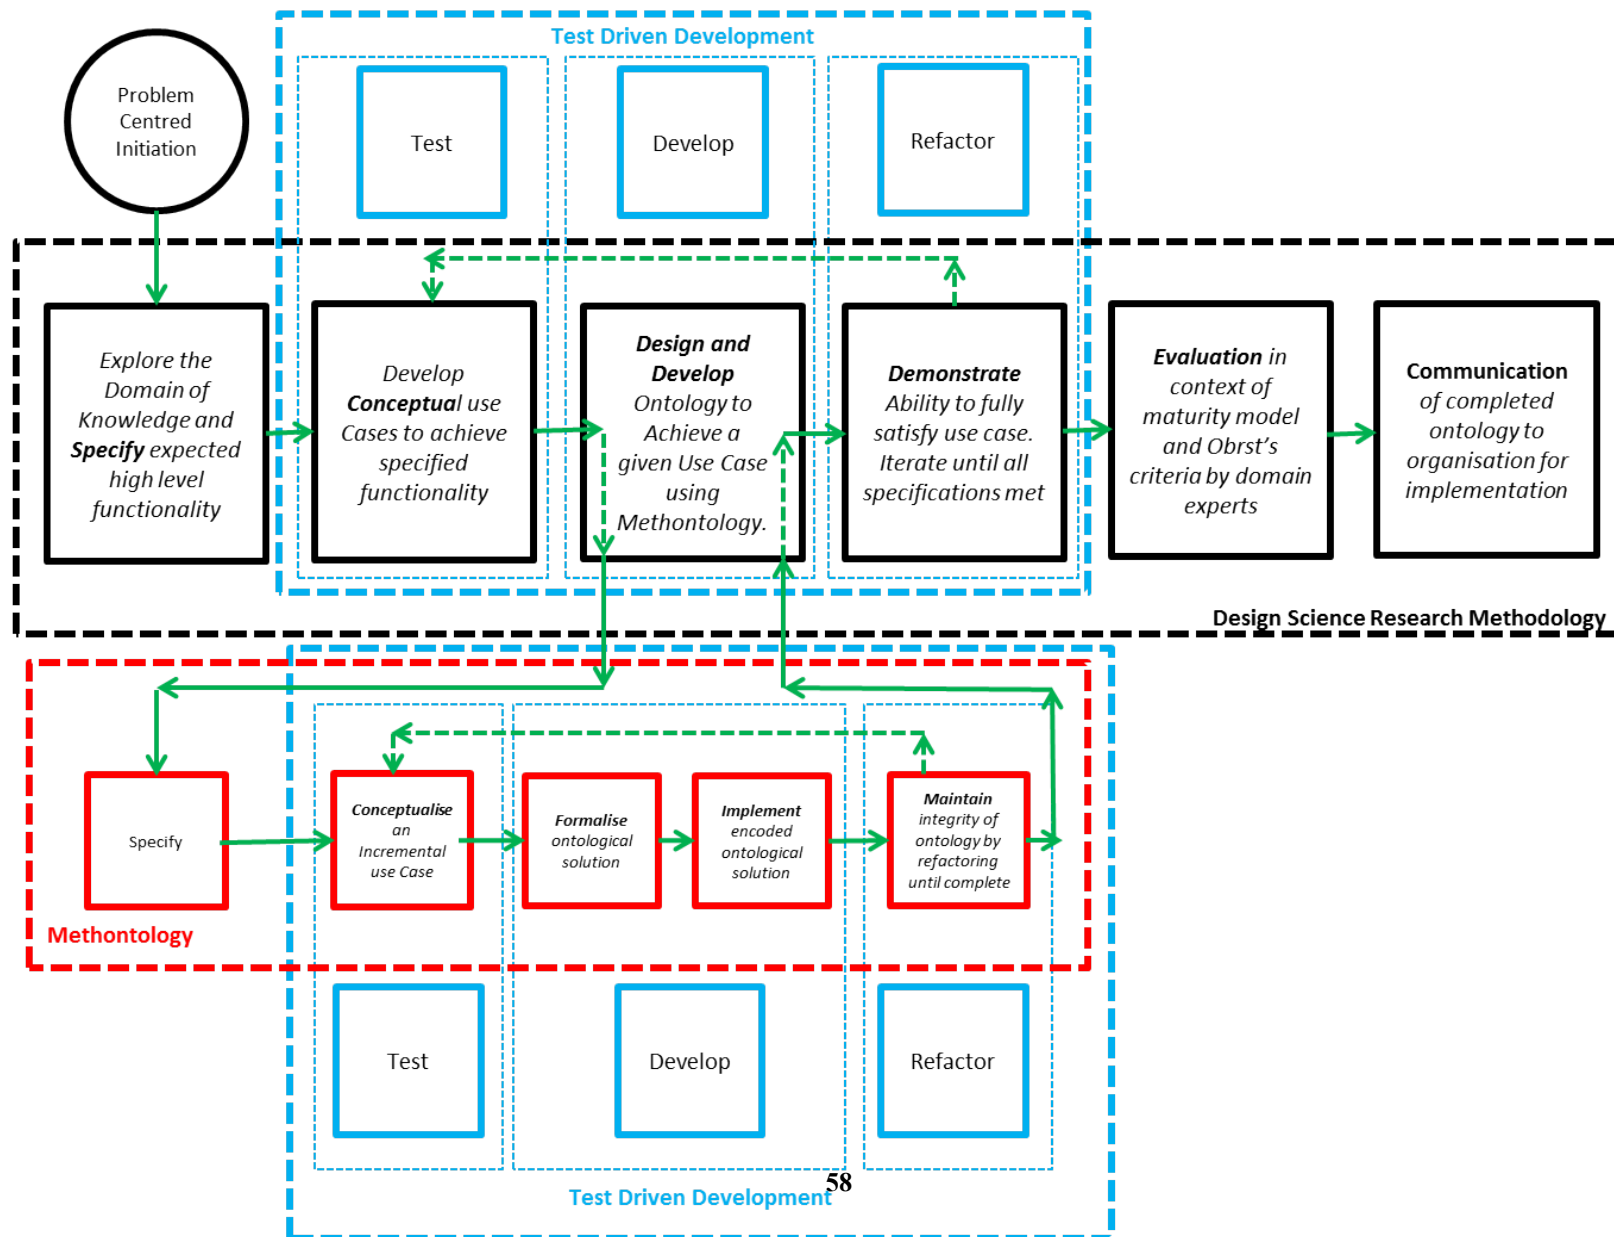 Test Driven Development
Problem
Centred
Initiation
Test
Develop
Refactor
Explore the
Domain of
Knowledge and
Specify expected
high level
functionality
Develop
Conceptual use
Cases to achieve
specified
functionality
Design and
Develop
Ontology to
Achieve a
given Use Case
using
Methontology.
Demonstrate
Ability to fully
satisfy use case.
Iterate until all
specifications met
Evaluation in
context of
maturity model
and Obrst’s
criteria by domain
experts
Communication
of completed
ontology to
organisation for
implementation
Design Science Research Methodology
Specify
Conceptualise
an
Incremental
use Case
Formalise
ontological
solution
Implement
encoded
ontological
solution
Maintain
integrity of
ontology by
refactoring
until complete
Methontology
Test
Develop
Refactor
58
Test Driven Development